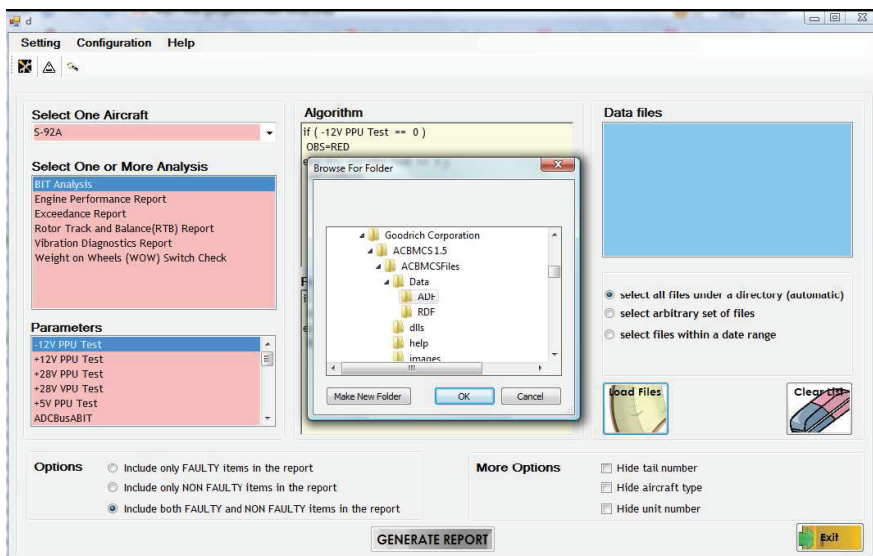 d
Setting Configuration Help
Select One Aircraft
S-92A
Select One or More Analysis
BIT Analysis
Engine Performance Report
Exceedance Report
Rotor Track and Balance(RTB) Report
Vibration Diagnostics Report
Weight on Wheels (WOW) Switch Check
Parameters
-12V PPU Test
+12V PPU Test
+28V PPU Test
+28V VPU Test
+5V PPU Test
ADCBusABIT
Algorithm
if ( -12V PPU Test == 0 )
OBS=RED
Browse For Folder
Goodrich Corporation
ACBMCS 1.5
ACBMCSFiles
Data
ADF
RDF
dlls
help
images
Make New Folder OK Cancel
Data files
select all files under a directory (automatic)
select arbitrary set of files
select files within a date range
Load Files Clear List
Options
Include only FAULTY items in the report
Include only NON FAULTY items in the report
Include both FAULTY and NON FAULTY items in the report
More Options
Hide tail number
Hide aircraft type
Hide unit number
GENERATE REPORT
Exit